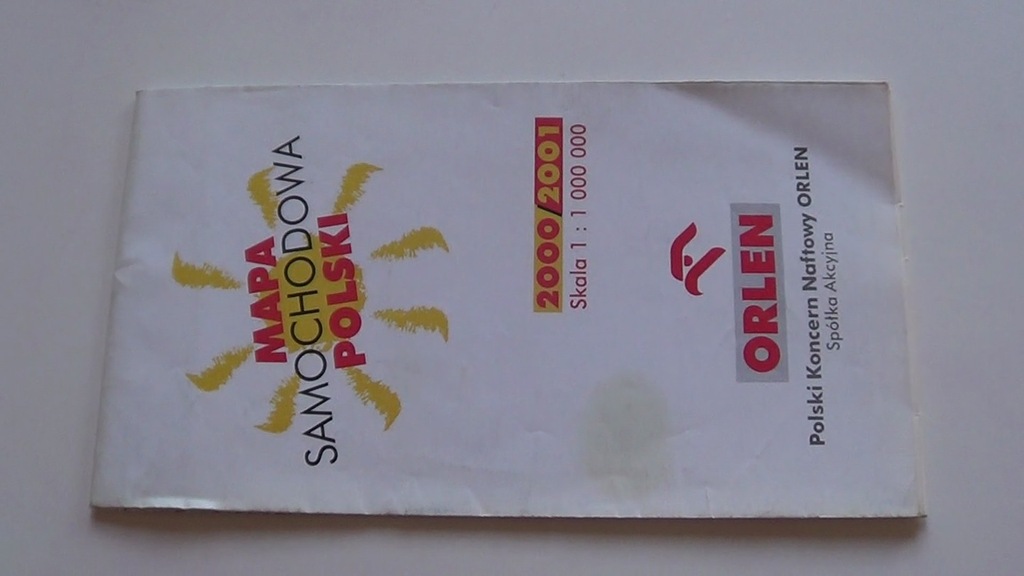 MAPA
SAMOCHODOWA
POLSKI
2000/2001
Skala 1 : 1 000 000
ORLEN
Polski Koncern Naftowy ORLEN
Spółka Akcyjna